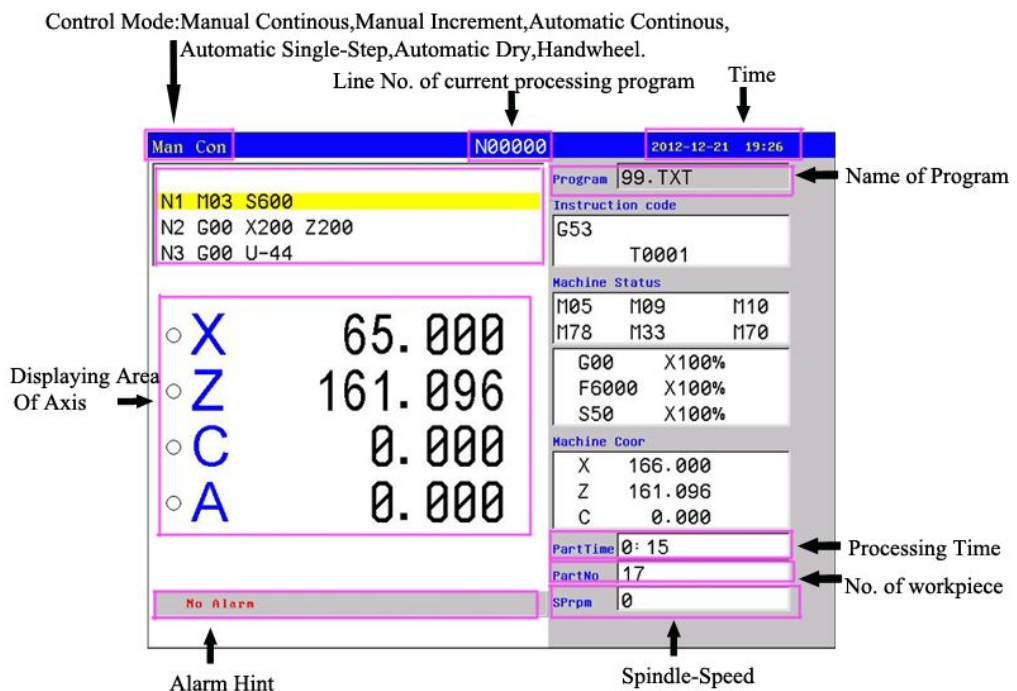 Control Mode:Manual Continous,Manual Increment,Automatic Continous,
Automatic Single-Step,Automatic Dry,Handwheel.
Line No. of current processing program
Time
Man Con
N00000
2012-12-21 19:26
N1 M03 S600
N2 G00 X200 Z200
N3 G00 U-44
Program 99.TXT
Name of Program
Instruction code
G53
T0001
Machine Status
M05 M09 M10
M78 M33 M70
G00 X100%
F6000 X100%
S50 X100%
Displaying Area
Of Axis
X 65.000
Z 161.096
C 0.000
A 0.000
Machine Coor
X 166.000
Z 161.096
C 0.000
PartTime 0:15
Processing Time
PartNo 17
No. of workpiece
SPrpm 0
No Alarm
Alarm Hint
Spindle-Speed